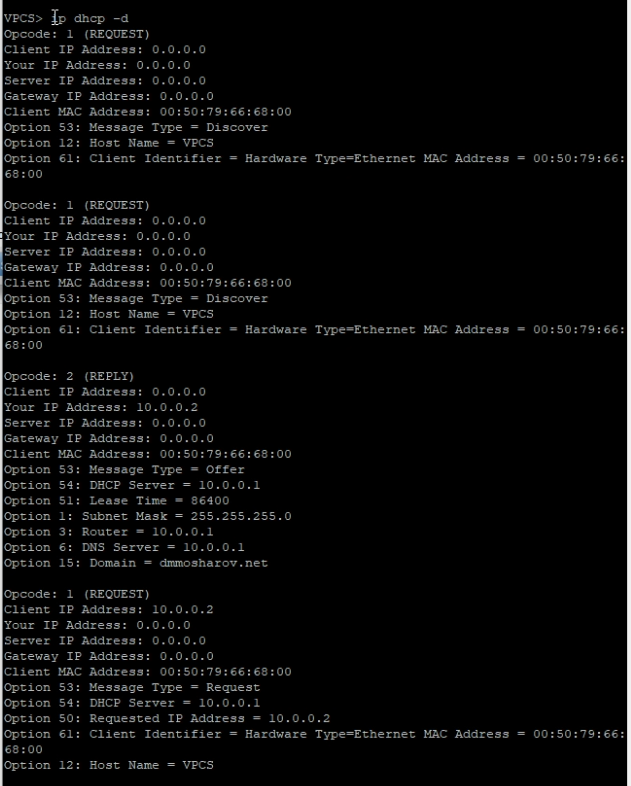 VPCS> ip dhcp -d
Opcode: 1 (REQUEST)
Client IP Address: 0.0.0.0
Your IP Address: 0.0.0.0
Server IP Address: 0.0.0.0
Gateway IP Address: 0.0.0.0
Client MAC Address: 00:50:79:66:68:00
Option 53: Message Type = Discover
Option 12: Host Name = VPCS
Option 61: Client Identifier = Hardware Type=Ethernet MAC Address = 00:50:79:66:
68:00

Opcode: 1 (REQUEST)
Client IP Address: 0.0.0.0
Your IP Address: 0.0.0.0
Server IP Address: 0.0.0.0
Gateway IP Address: 0.0.0.0
Client MAC Address: 00:50:79:66:68:00
Option 53: Message Type = Discover
Option 12: Host Name = VPCS
Option 61: Client Identifier = Hardware Type=Ethernet MAC Address = 00:50:79:66:
68:00

Opcode: 2 (REPLY)
Client IP Address: 0.0.0.0
Your IP Address: 10.0.0.2
Server IP Address: 0.0.0.0
Gateway IP Address: 0.0.0.0
Client MAC Address: 00:50:79:66:68:00
Option 53: Message Type = Offer
Option 54: DHCP Server = 10.0.0.1
Option 51: Lease Time = 86400
Option 1: Subnet Mask = 255.255.255.0
Option 3: Router = 10.0.0.1
Option 6: DNS Server = 10.0.0.1
Option 15: Domain = dmmosharov.net

Opcode: 1 (REQUEST)
Client IP Address: 10.0.0.2
Your IP Address: 0.0.0.0
Server IP Address: 0.0.0.0
Gateway IP Address: 0.0.0.0
Client MAC Address: 00:50:79:66:68:00
Option 53: Message Type = Request
Option 54: DHCP Server = 10.0.0.1
Option 50: Requested IP Address = 10.0.0.2
Option 61: Client Identifier = Hardware Type=Ethernet MAC Address = 00:50:79:66:
68:00
Option 12: Host Name = VPCS